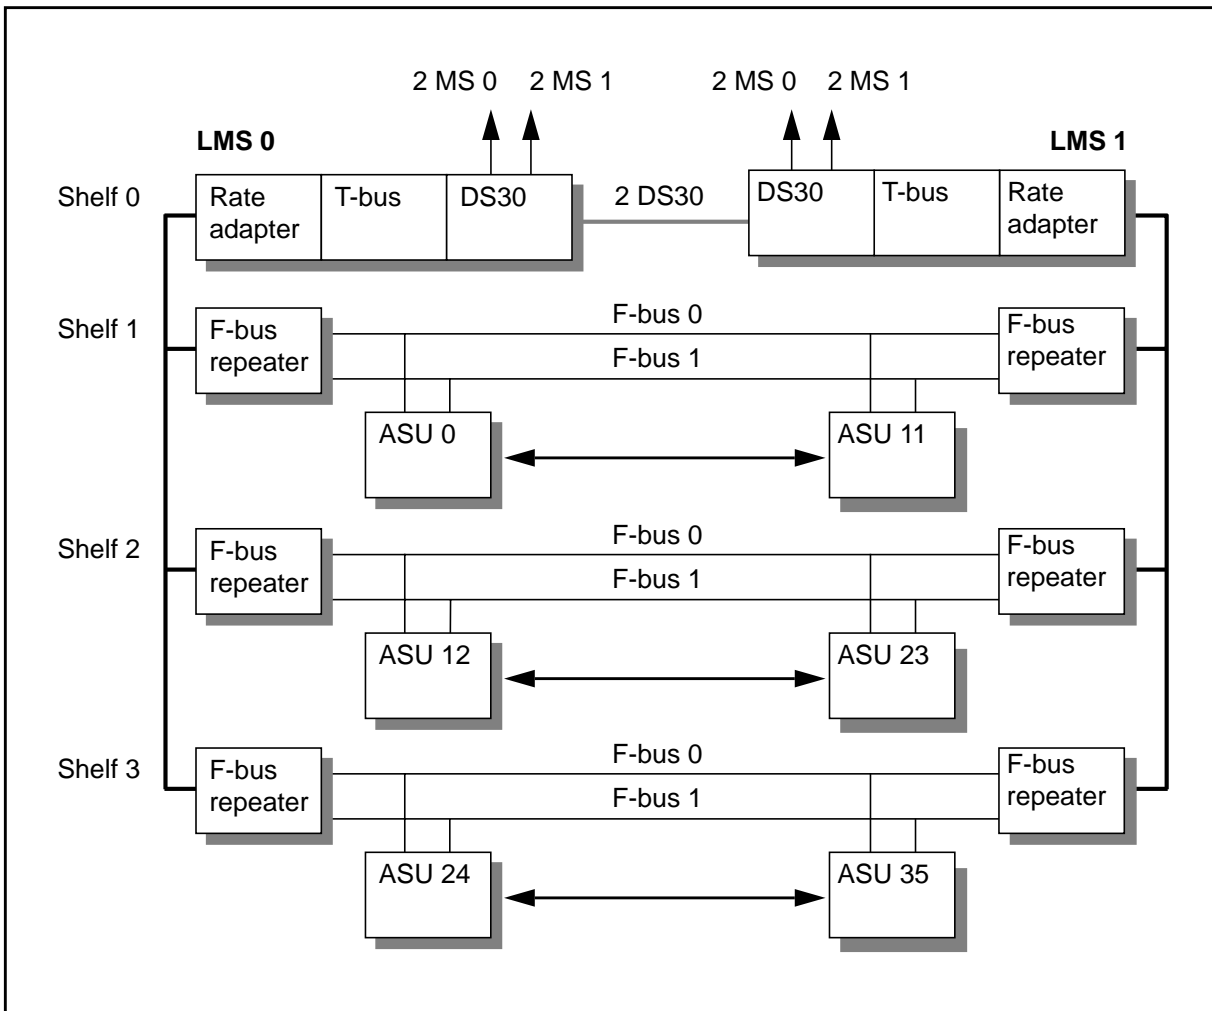 2 MS 0 2 MS 1 2 MS 0 2 MS 1
LMS 0 LMS 1
Shelf 0
Rate
adapter
T-bus
DS30
2 DS30
DS30
T-bus
Rate
adapter
Shelf 1
F-bus
repeater
F-bus 0
F-bus 1
F-bus
repeater
ASU 0
ASU 11
Shelf 2
F-bus
repeater
F-bus 0
F-bus 1
F-bus
repeater
ASU 12
ASU 23
Shelf 3
F-bus
repeater
F-bus 0
F-bus 1
F-bus
repeater
ASU 24
ASU 35